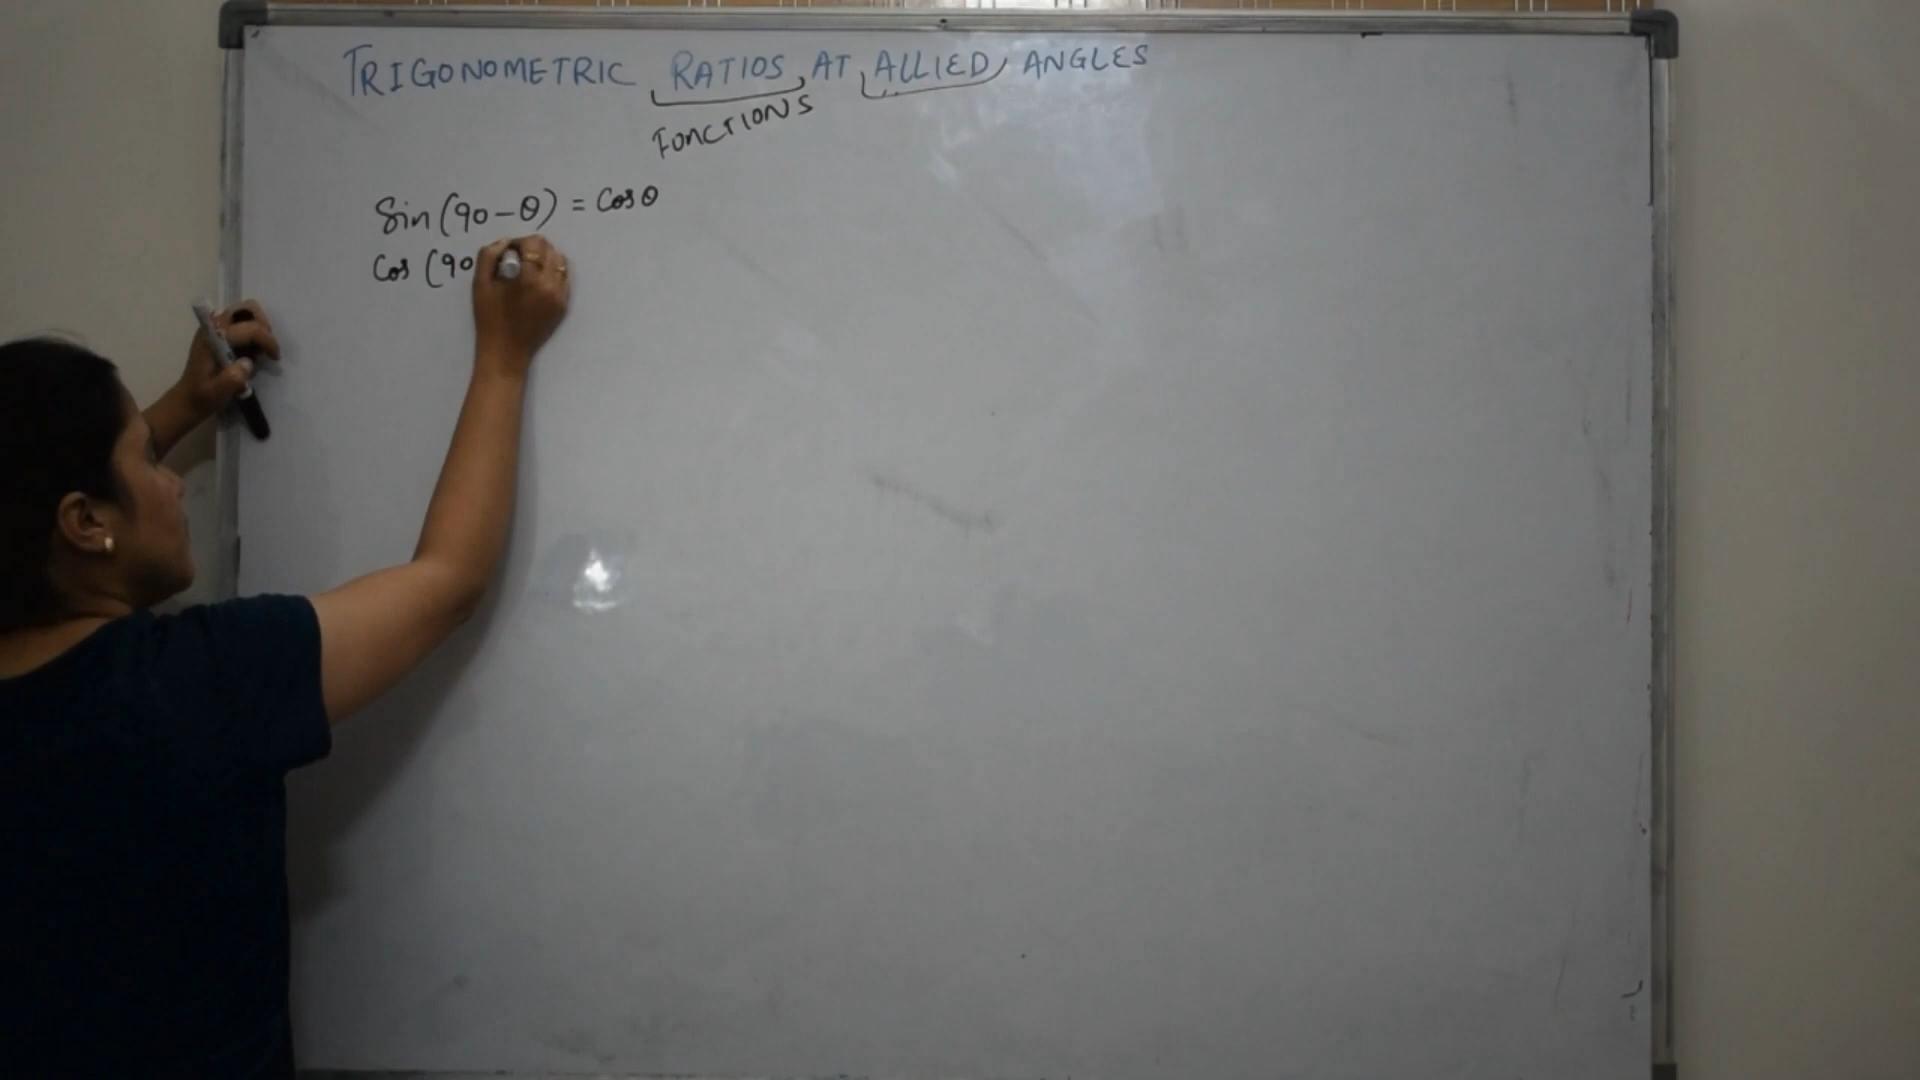 TRIGONOMETRIC RATIOS AT ALLIED ANGLES
FUNCTIONS
Sin (90 - θ) = Cos θ
Cos (90